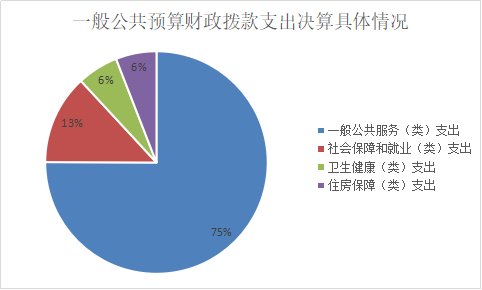 一般公共预算财政拨款支出决算具体情况
6%
6%
13%
75%
一般公共服务（类）支出
社会保障和就业（类）支出
卫生健康（类）支出
住房保障（类）支出